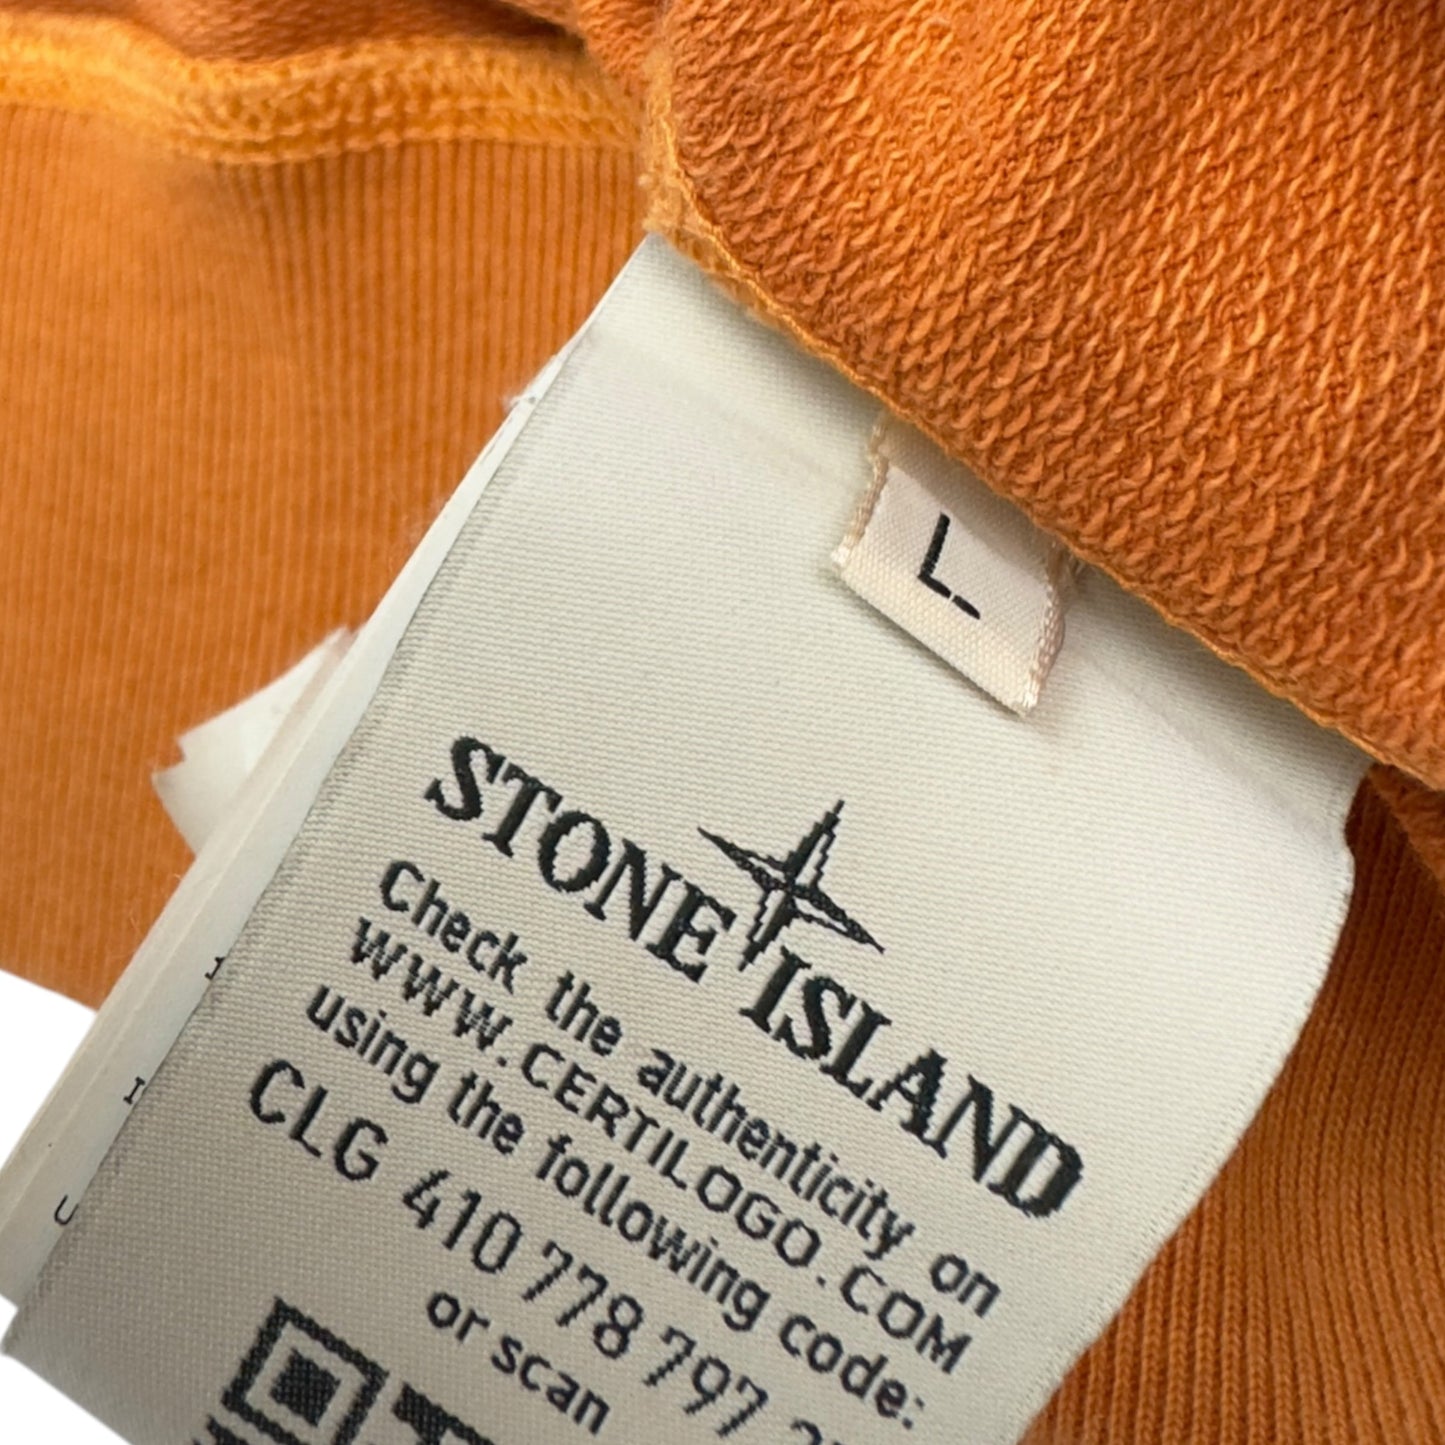 L
STONE ISLAND
Check the authenticity on
WWW.CERTILOGO.COM
using the following code:
CLG 410 778 797
or scan